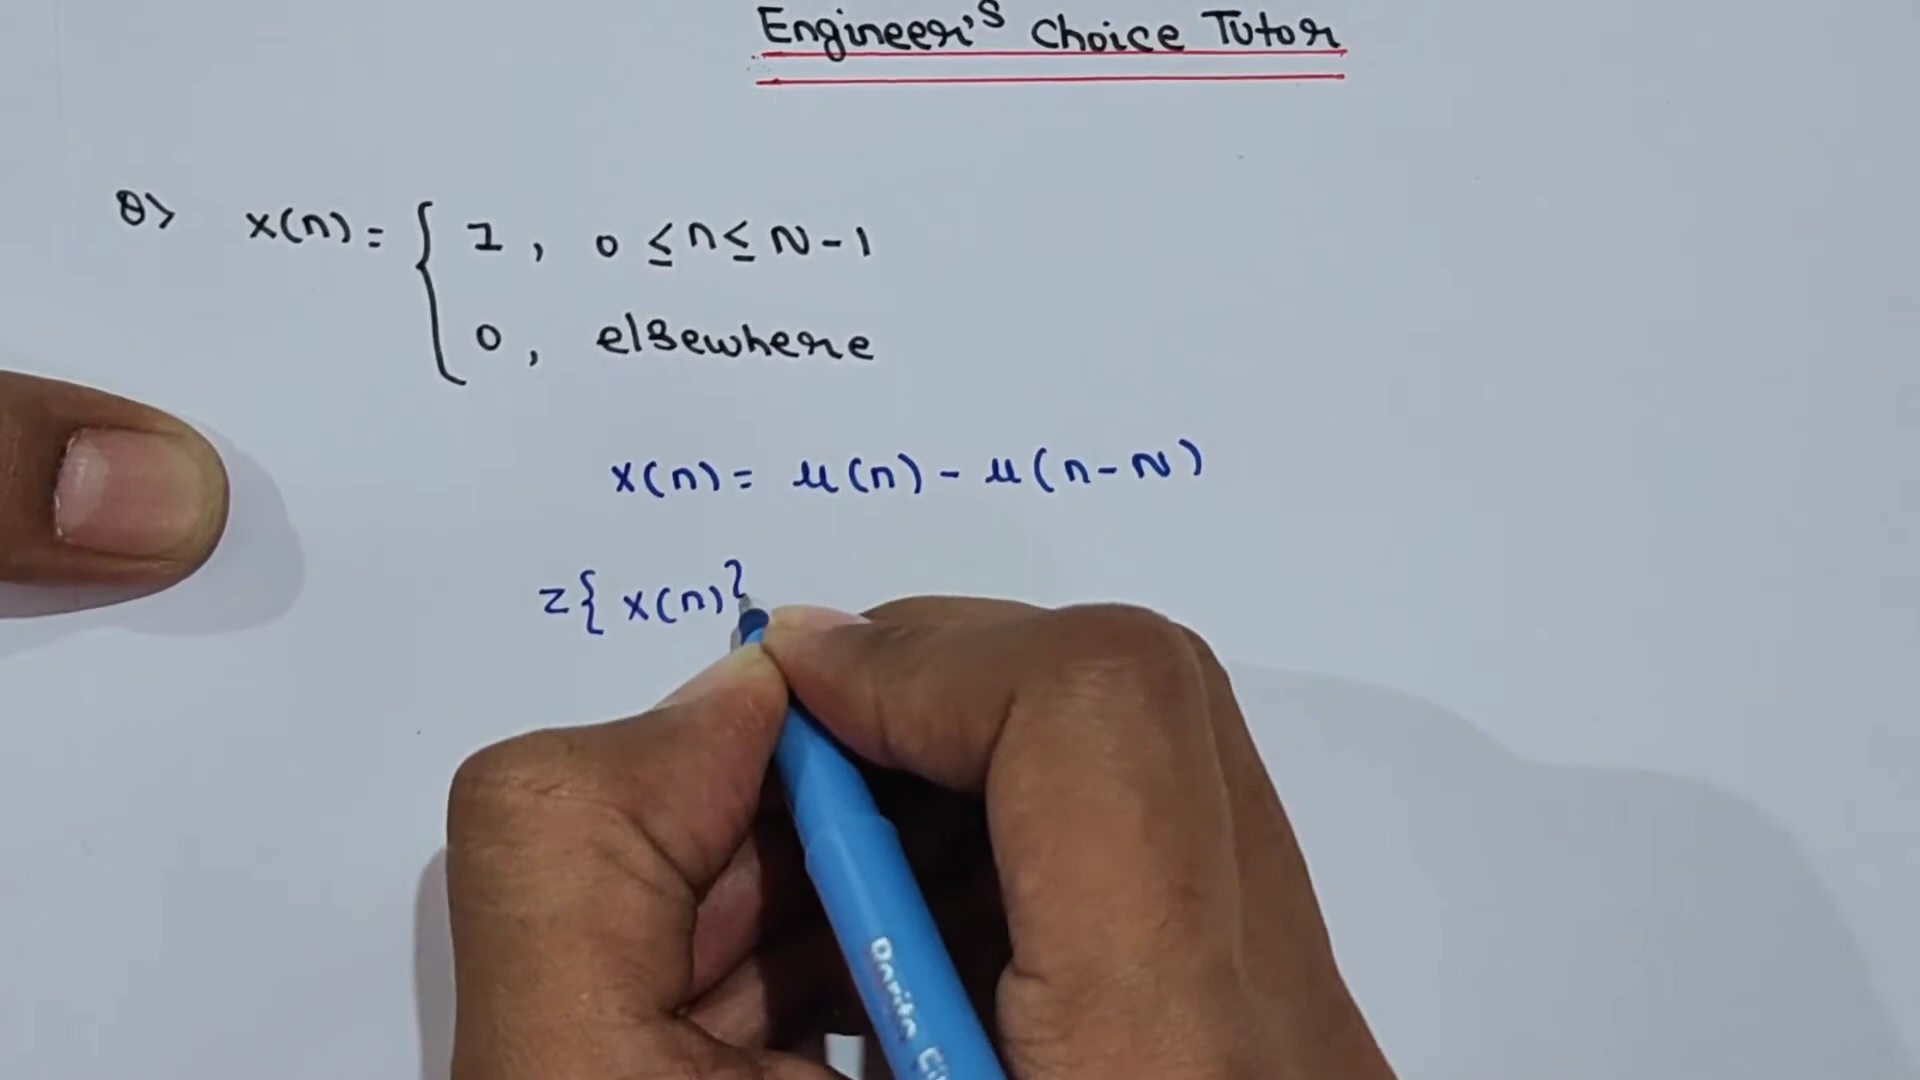 Engineer's Choice Tutor
Q> x(n) = { 1 , 0 ≤ n ≤ N - 1
0 , elsewhere
x(n) = u(n) - u(n - N)
z{ x(n) }